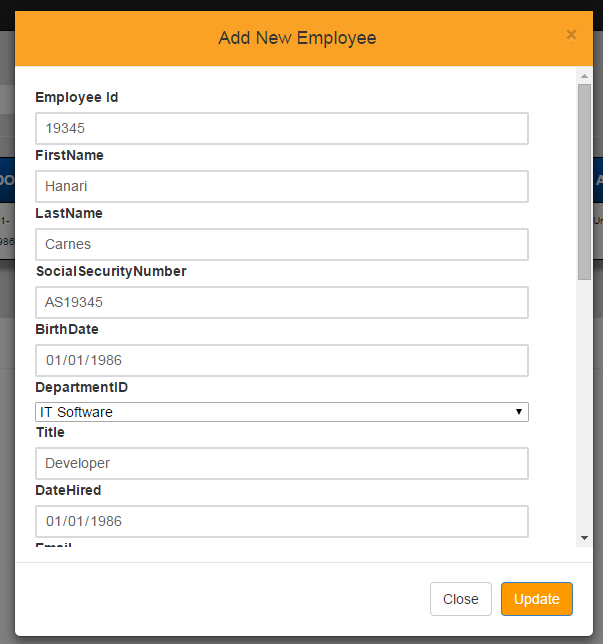 Add New Employee
×
Employee Id
19345
FirstName
Hanari
LastName
Carnes
SocialSecurityNumber
AS19345
BirthDate
01/01/1986
DepartmentID
IT Software
Title
Developer
DateHired
01/01/1986
Email
Close
Update